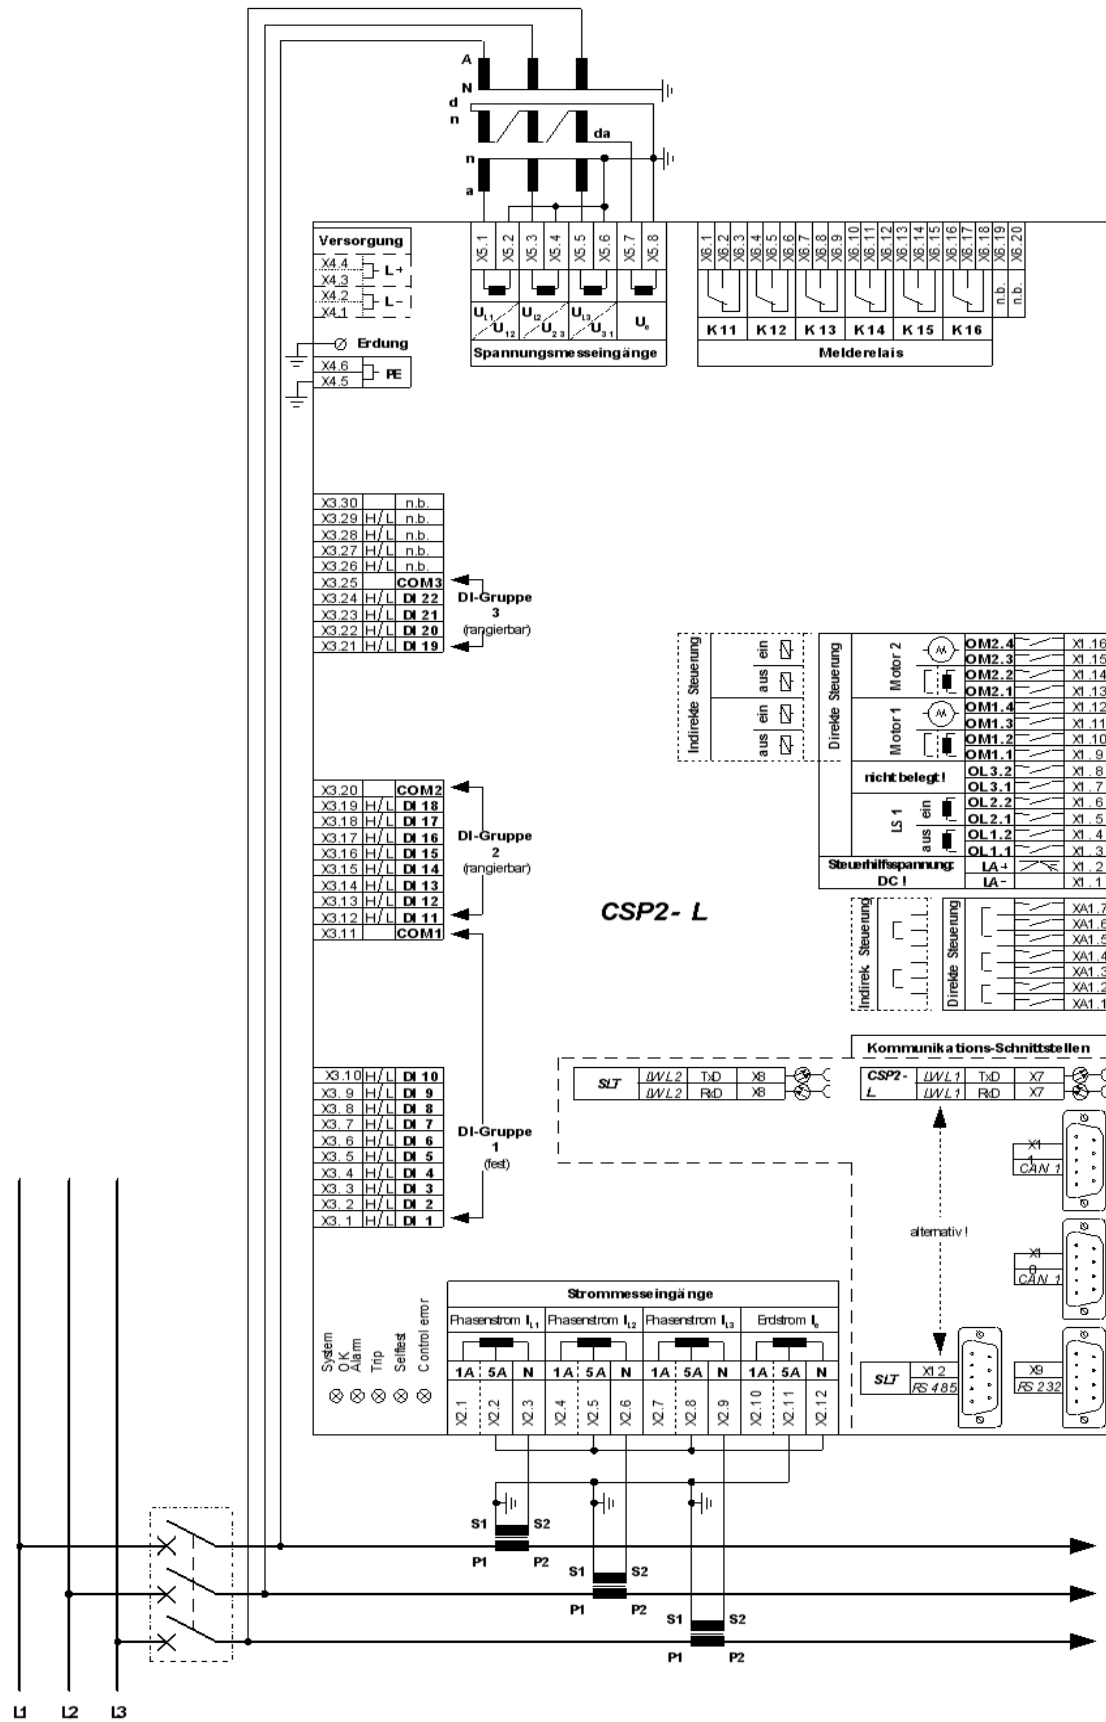 A
N
d
n
da
n
a
Versorgung
X4.4
X4.3
L+
X4.2
X4.1
L-
Erdung
X4.6
X4.5
PE
X5.1 X5.2 X5.3 X5.4 X5.5 X5.6 X5.7 X5.8
UL1 U12 UL2 U23 UL3 U31 Ue
Spannungsmesseingänge
X6.1 X6.2 X6.3 X6.4 X6.5 X6.6 X6.7 X6.8 X6.9 X6.10 X6.11 X6.12 X6.13 X6.14 X6.15 X6.16 X6.17 X6.18 X6.19 X6.20
n.b. n.b.
K11 K12 K13 K14 K15 K16
Melderelais
X3.30 n.b.
X3.29 H/L n.b.
X3.28 H/L n.b.
X3.27 H/L n.b.
X3.26 H/L n.b.
X3.25 COM3
X3.24 H/L DI 22
X3.23 H/L DI 21
X3.22 H/L DI 20
X3.21 H/L DI 19
DI-Gruppe
3
(rangierbar)
X3.20 COM2
X3.19 H/L DI 18
X3.18 H/L DI 17
X3.17 H/L DI 16
X3.16 H/L DI 15
X3.15 H/L DI 14
X3.14 H/L DI 13
X3.13 H/L DI 12
X3.12 H/L DI 11
X3.11 COM1
DI-Gruppe
2
(rangierbar)
X3.10 H/L DI 10
X3. 9 H/L DI 9
X3. 8 H/L DI 8
X3. 7 H/L DI 7
X3. 6 H/L DI 6
X3. 5 H/L DI 5
X3. 4 H/L DI 4
X3. 3 H/L DI 3
X3. 2 H/L DI 2
X3. 1 H/L DI 1
DI-Gruppe
1
(fest)
CSP2- L
Indirekte Steuerung
aus ein aus ein
Direkte Steuerung
Motor 2
Motor 1
M
M
OM2.4 X1.16
OM2.3 X1.15
OM2.2 X1.14
OM2.1 X1.13
OM1.4 X1.12
OM1.3 X1.11
OM1.2 X1.10
OM1.1 X1. 9
nicht belegt!
OL3.2 X1. 8
OL3.1 X1. 7
LS 1
aus ein
OL2.2 X1. 6
OL2.1 X1. 5
OL1.2 X1. 4
OL1.1 X1. 3
Steuerhilfsspannung:
DC !
LA+ X1. 2
LA- X1. 1
Indirek. Steuerung
Direkte Steuerung
XA1.7
XA1.6
XA1.5
XA1.4
XA1.3
XA1.2
XA1.1
Kommunikations-Schnittstellen
SLT
LWL2 TxD X8
LWL2 RxD X8
CSP2-
L
LWL1 TxD X7
LWL1 RxD X7
X1
1
CAN 1
alternativ !
X1
0
CAN 1
SLT
X12
RS 485
X9
RS 232
System
OK
Alarm
Trip
Selftest
Control error
Strommesseingänge
Phasenstrom IL1 Phasenstrom IL2 Phasenstrom IL3 Erdstrom Ie
1A 5A N 1A 5A N 1A 5A N 1A 5A N
X2.1 X2.2 X2.3 X2.4 X2.5 X2.6 X2.7 X2.8 X2.9 X2.10 X2.11 X2.12
S1 S2
P1 P2
S1 S2
P1 P2
S1 S2
P1 P2
L1 L2 L3